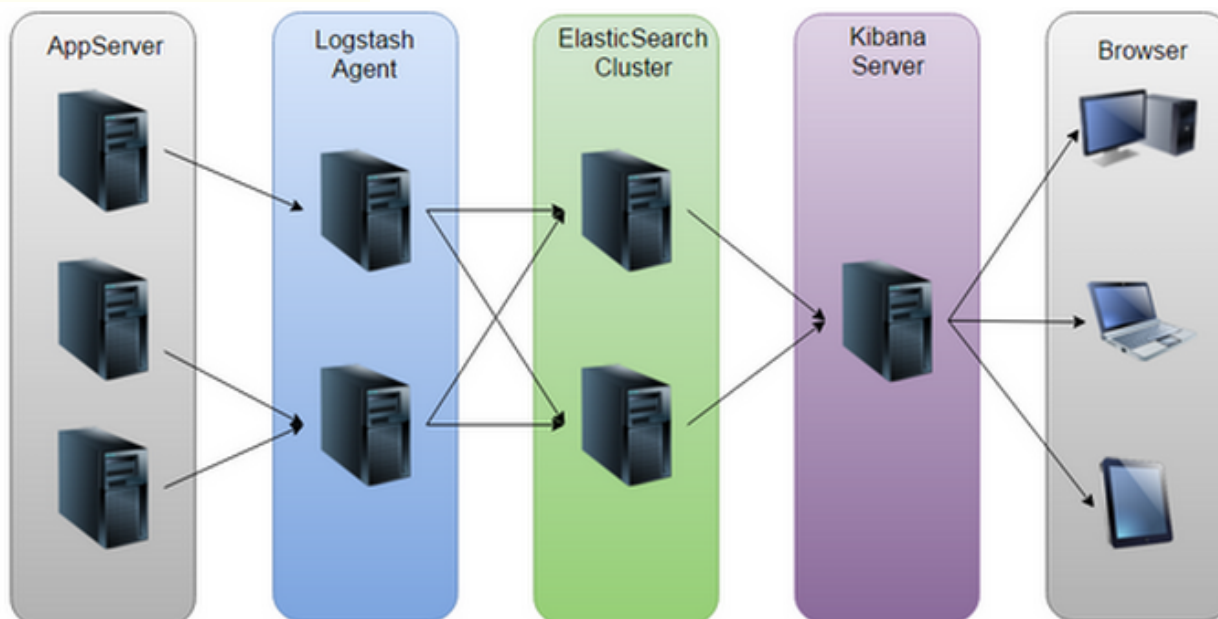 AppServer
Logstash
Agent
ElasticSearch
Cluster
Kibana
Server
Browser